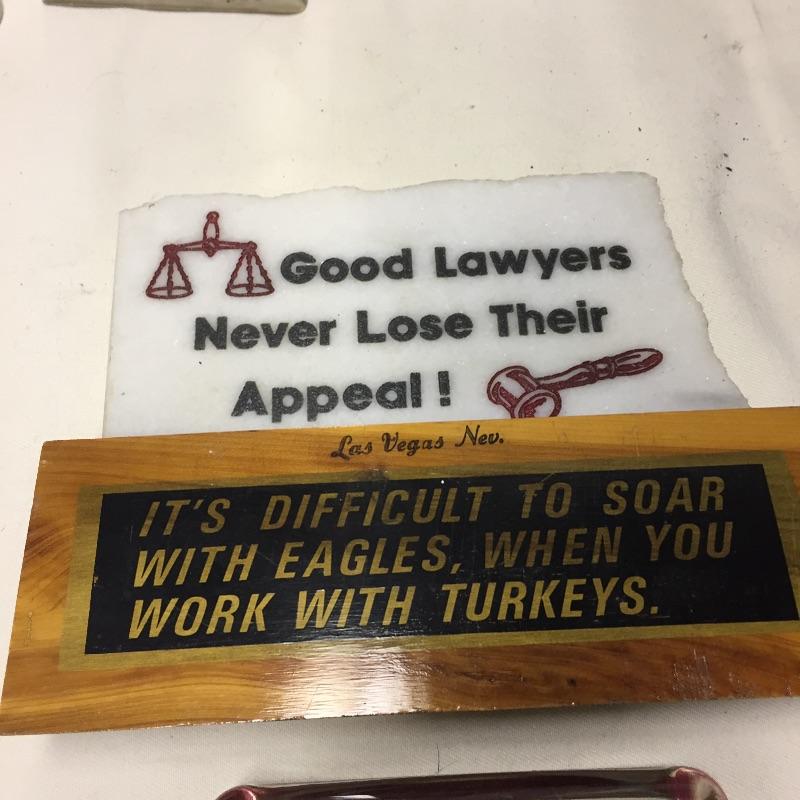 Good Lawyers
Never Lose Their
Appeal!
Las Vegas Nev.
IT'S DIFFICULT TO SOAR
WITH EAGLES, WHEN YOU
WORK WITH TURKEYS.